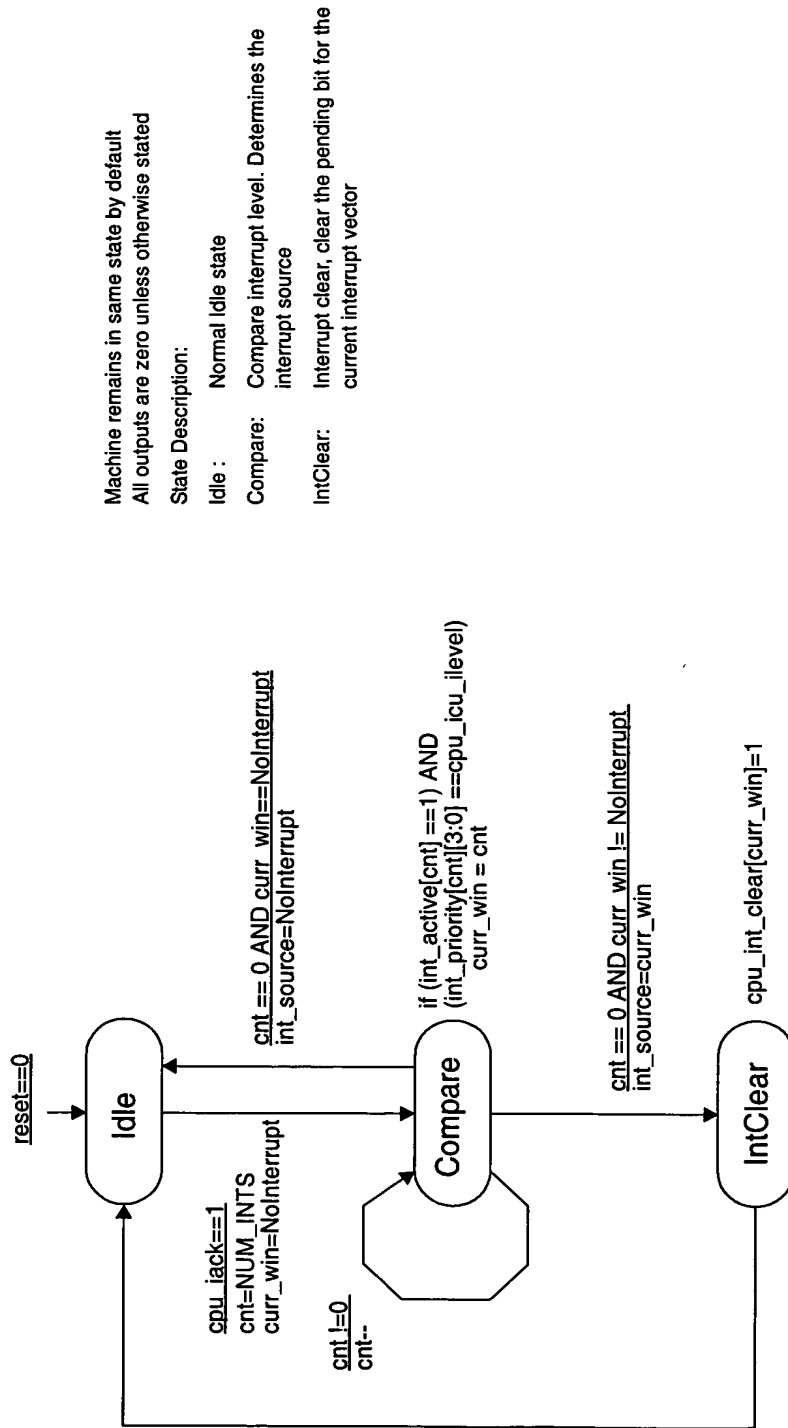 reset==0
Idle
cpu_iack==1
cnt=NUM_INTS
curr_win=NoInterrupt
cnt == 0 AND curr_win==NoInterrupt
int_source=NoInterrupt
cnt !=0
cnt--
Compare
if (int_active[cnt] ==1) AND
(int_priority[cnt][3:0] ==cpu_icu_ilevel)
curr_win = cnt
cnt == 0 AND curr_win != NoInterrupt
int_source=curr_win
IntClear
cpu_int_clear[curr_win]=1
Machine remains in same state by default
All outputs are zero unless otherwise stated
State Description:
Idle : Normal Idle state
Compare: Compare interrupt level. Determines the
interrupt source
IntClear: Interrupt clear, clear the pending bit for the
current interrupt vector